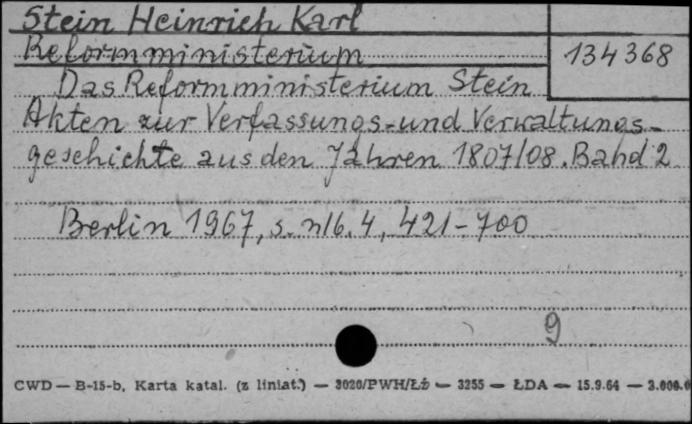 Stein Heinrich Karl
Reformministerium
134368
Das Reformministerium Stein
Akten zur Verfassungs-und Verwaltungs-
geschichte aus den Jahren 1807/08. Band 2
Berlin 1967, s. nlb. 4, 421-700
9
CWD — B-15-b, Karta katal. (z liniat.) — 3020/PWH/Łż — 3255 — ŁDA — 15.9.64 — 3.000.0